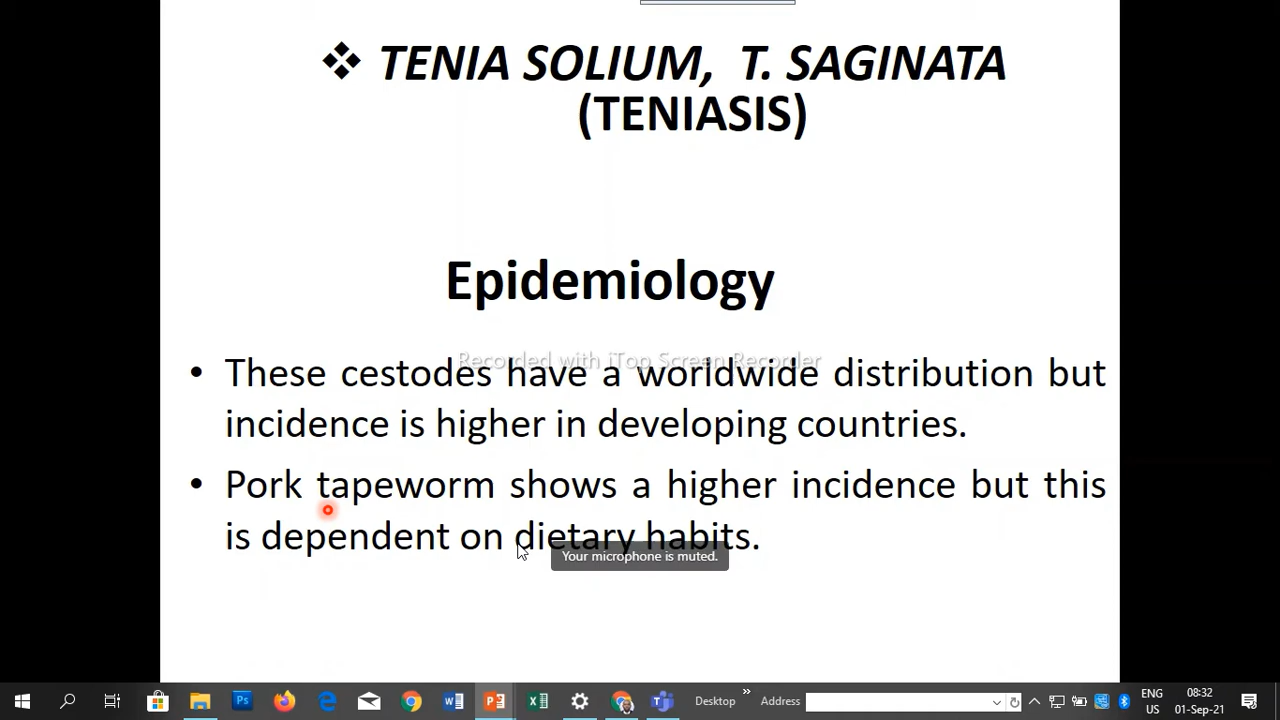 ❖ TENIA SOLIUM, T. SAGINATA
(TENIASIS)
Epidemiology
Recorded with iTop Screen Recorder
• These cestodes have a worldwide distribution but
incidence is higher in developing countries.
• Pork tapeworm shows a higher incidence but this
is dependent on dietary habits.
Your microphone is muted.
Desktop
Address
ENG
US
08:32
01-Sep-21